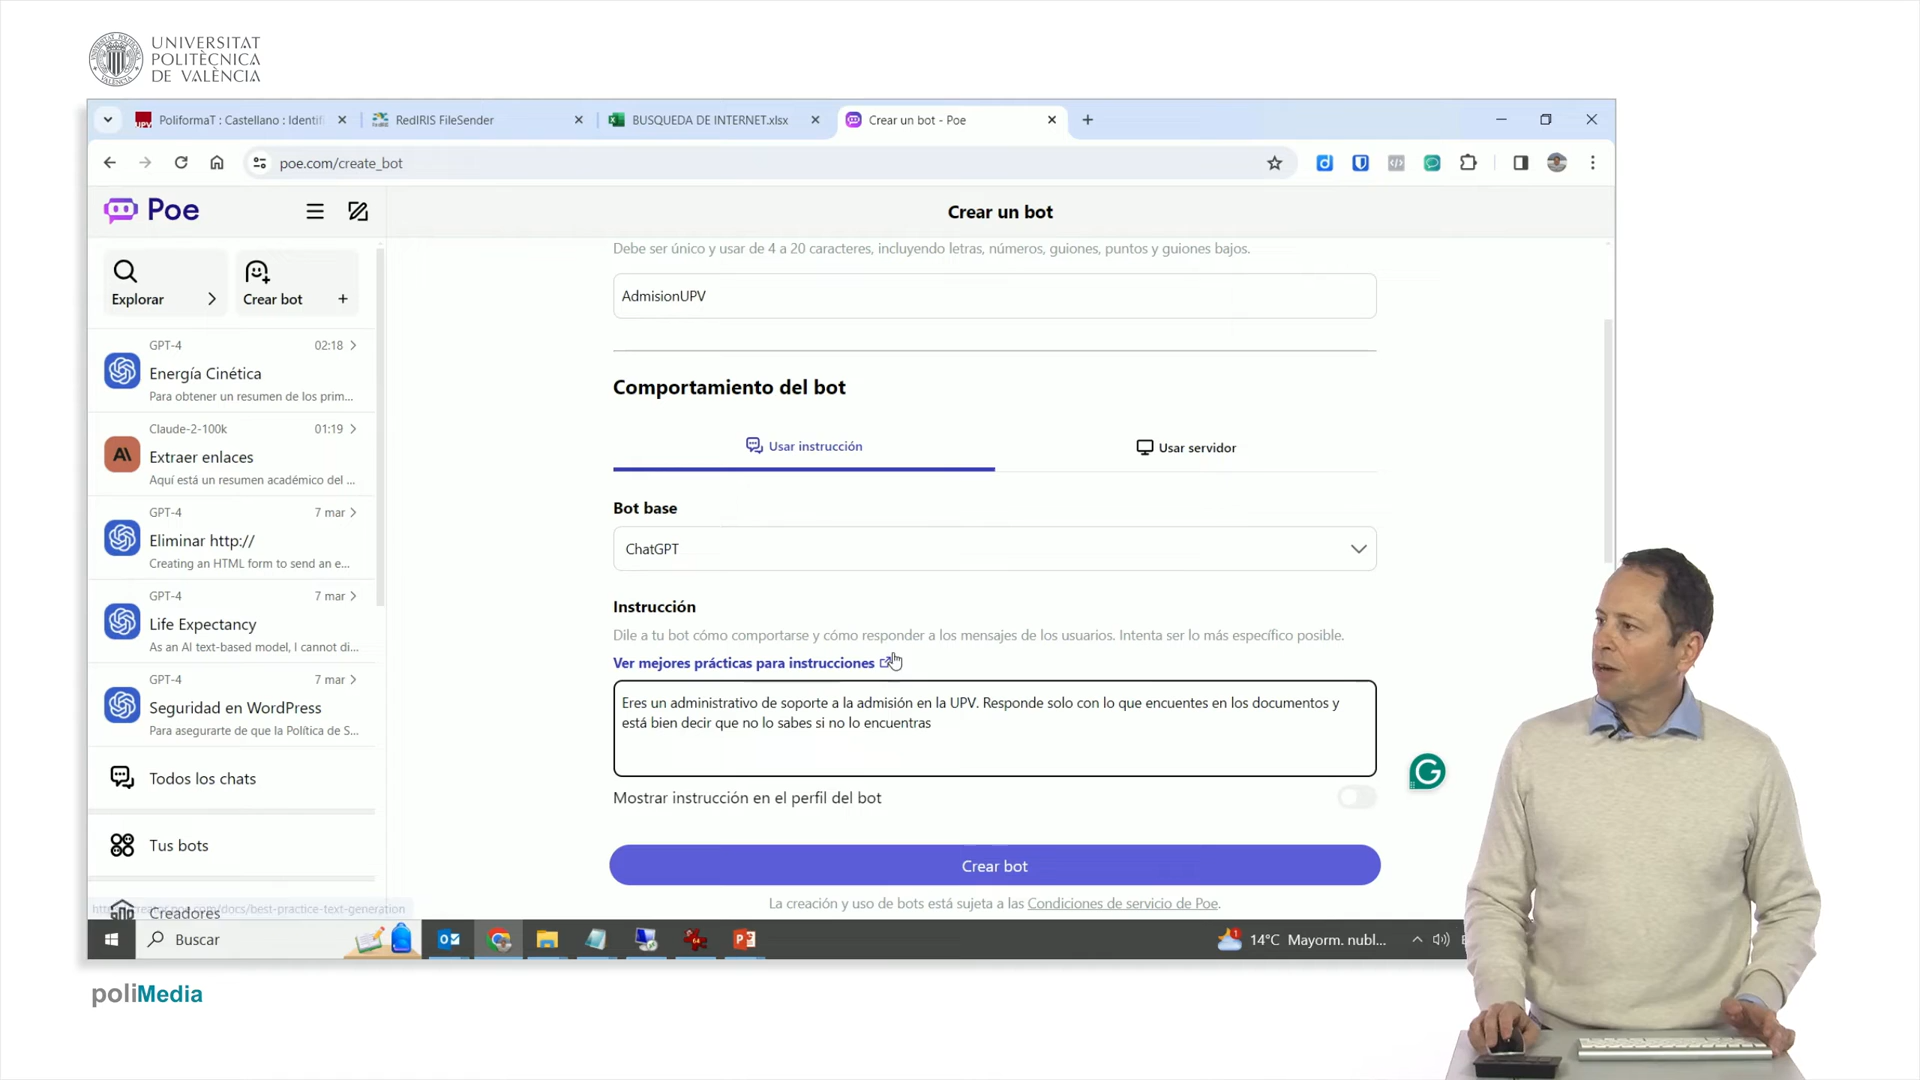 UNIVERSITAT
POLITÈCNICA
DE VALÈNCIA
PoliformaT : Castellano : Identifi
RedIRIS FileSender
BUSQUEDA DE INTERNET.xlsx
Crear un bot - Poe
poe.com/create_bot
Poe
Crear un bot
Explorar
Crear bot
Debe ser único y usar de 4 a 20 caracteres, incluyendo letras, números, guiones, puntos y guiones bajos.
AdmisionUPV
GPT-4 02:18
Energía Cinética
Para obtener un resumen de los prim...
Comportamiento del bot
Claude-2-100k 01:19
Extraer enlaces
Aquí está un resumen académico del ...
Usar instrucción
Usar servidor
GPT-4 7 mar
Eliminar http://
Creating an HTML form to send an e...
Bot base
ChatGPT
GPT-4 7 mar
Life Expectancy
As an AI text-based model, I cannot di...
Instrucción
Dile a tu bot cómo comportarse y cómo responder a los mensajes de los usuarios. Intenta ser lo más específico posible.
Ver mejores prácticas para instrucciones
GPT-4 7 mar
Seguridad en WordPress
Para asegurarte de que la Política de S...
Eres un administrativo de soporte a la admisión en la UPV. Responde solo con lo que encuentes en los documentos y
está bien decir que no lo sabes si no lo encuentras
Todos los chats
Mostrar instrucción en el perfil del bot
Tus bots
Crear bot
Creadores
La creación y uso de bots está sujeta a las Condiciones de servicio de Poe.
Buscar
14°C Mayorm. nubl...
poliMedia